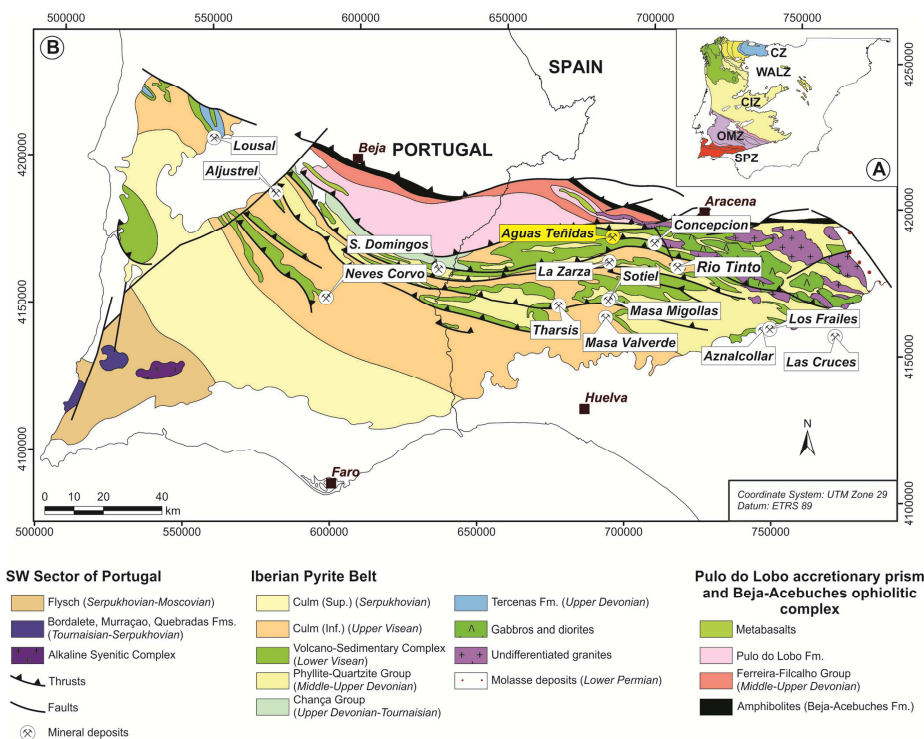 500000 550000 600000 650000 700000 750000
B
SPAIN
PORTUGAL
CZ
WALZ
CIZ
OMZ
SPZ
A
4250000
4200000
4200000
4150000
4150000
4100000
4100000
Lousal
Beja
Aljustrel
Aracena
Concepcion
Aguas Teñidas
S. Domingos
La Zarza
Sotiel
Rio Tinto
Neves Corvo
Masa Migollas
Tharsis
Los Frailes
Masa Valverde
Aznalcollar
Las Cruces
Huelva
N
Faro
0 10 20 40
km
Coordinate System: UTM Zone 29
Datum: ETRS 89
500000 550000 600000 650000 700000 750000
SW Sector of Portugal
Flysch (Serpukhovian-Moscovian)
Bordalete, Murraçao, Quebradas Fms.
(Tournaisian-Serpukhovian)
Alkaline Syenitic Complex
Thrusts
Faults
Mineral deposits
Iberian Pyrite Belt
Culm (Sup.) (Serpukhovian)
Culm (Inf.) (Upper Visean)
Volcano-Sedimentary Complex
(Lower Visean)
Phyllite-Quartzite Group
(Middle-Upper Devonian)
Chança Group
(Upper Devonian-Tournaisian)
Tercenas Fm. (Upper Devonian)
Gabbros and diorites
Undifferentiated granites
Molasse deposits (Lower Permian)
Pulo do Lobo accretionary prism
and Beja-Acebuches ophiolitic
complex
Metabasalts
Pulo do Lobo Fm.
Ferreira-Filcalho Group
(Middle-Upper Devonian)
Amphibolites (Beja-Acebuches Fm.)